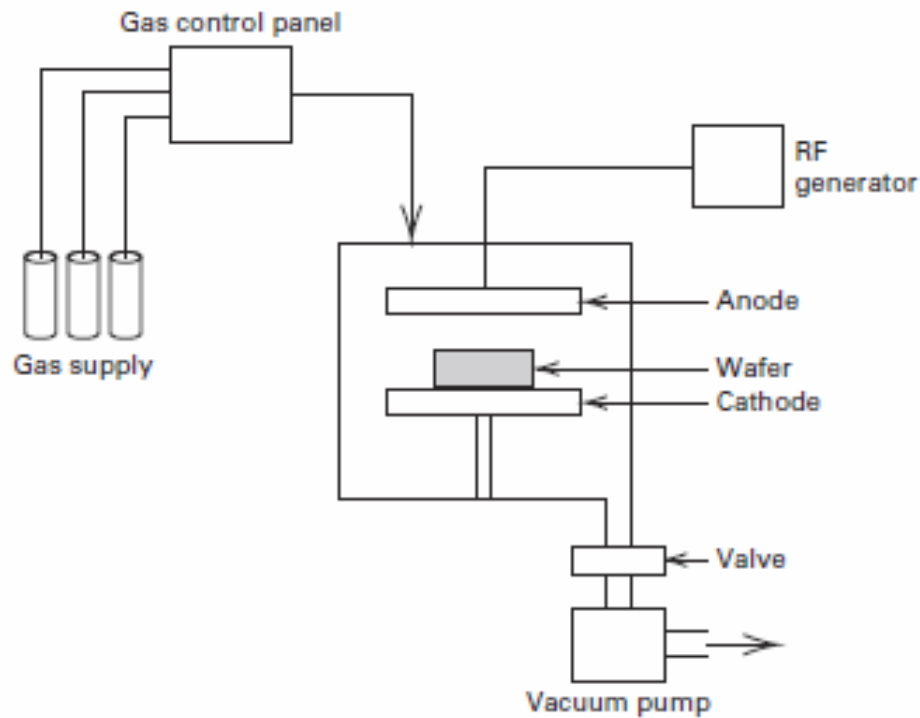 Gas control panel
RF
generator
Anode
Wafer
Gas supply
Cathode
Valve
Vacuum pump